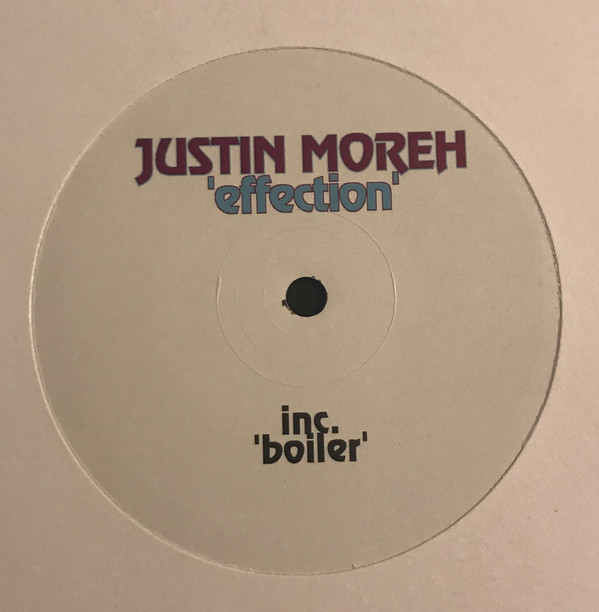 JUSTIN MOREH
'effection'
inc.
'boiler'